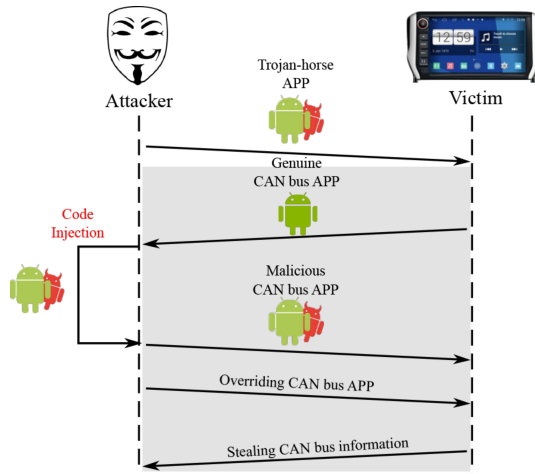 Attacker
Victim
Trojan-horse
APP
Genuine
CAN bus APP
Code
Injection
Malicious
CAN bus APP
Overriding CAN bus APP
Stealing CAN bus information
12 59